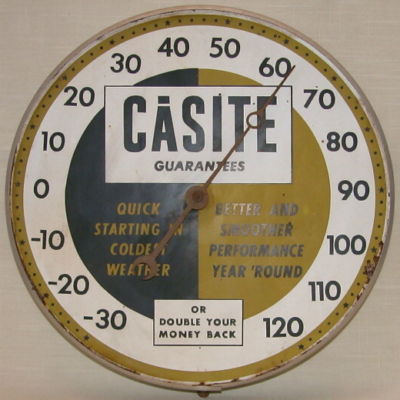 40 50
30 60
20 70
10 80
0 90
-10 100
-20 110
-30 120
CASITE
GUARANTEES
QUICK
STARTING IN
COLDEST
WEATHER
BETTER AND
SMOOTHER
PERFORMANCE
YEAR 'ROUND
OR
DOUBLE YOUR
MONEY BACK